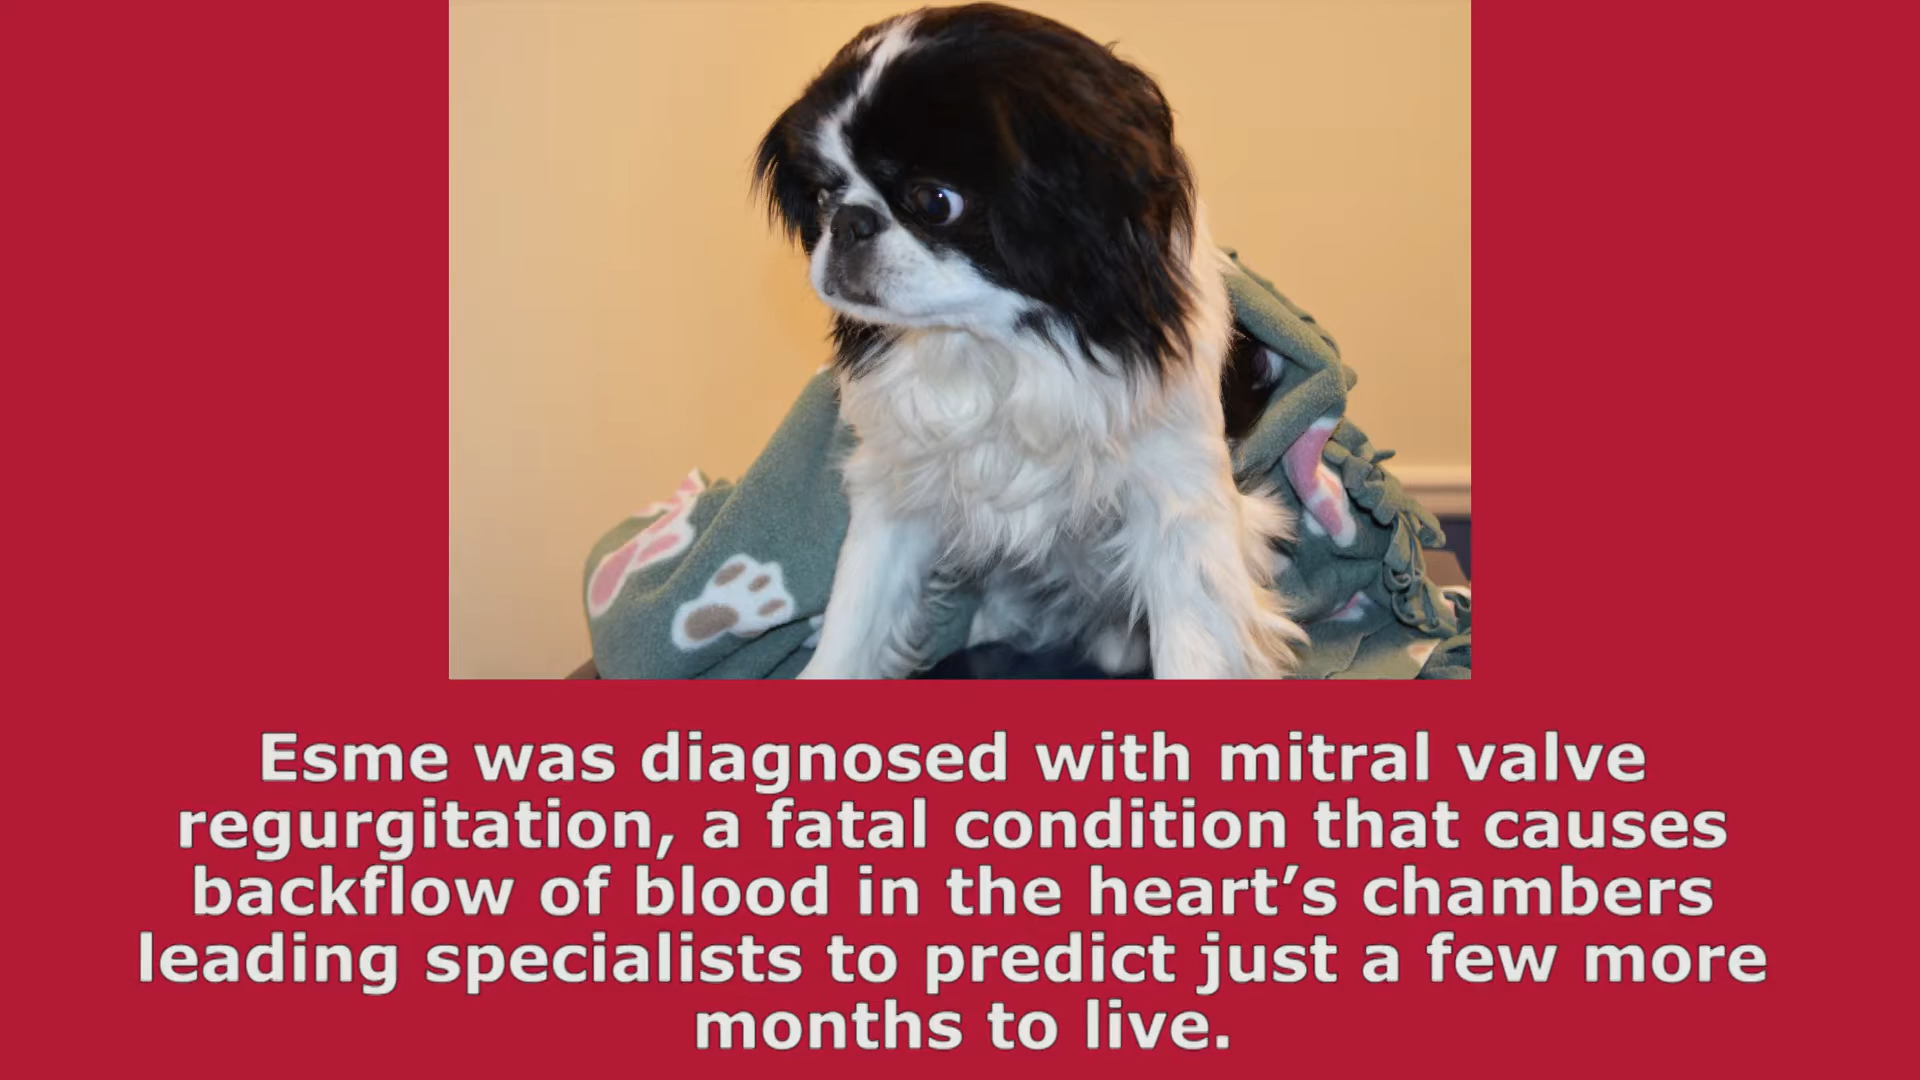 Esme was diagnosed with mitral valve
regurgitation, a fatal condition that causes
backflow of blood in the heart’s chambers
leading specialists to predict just a few more
months to live.